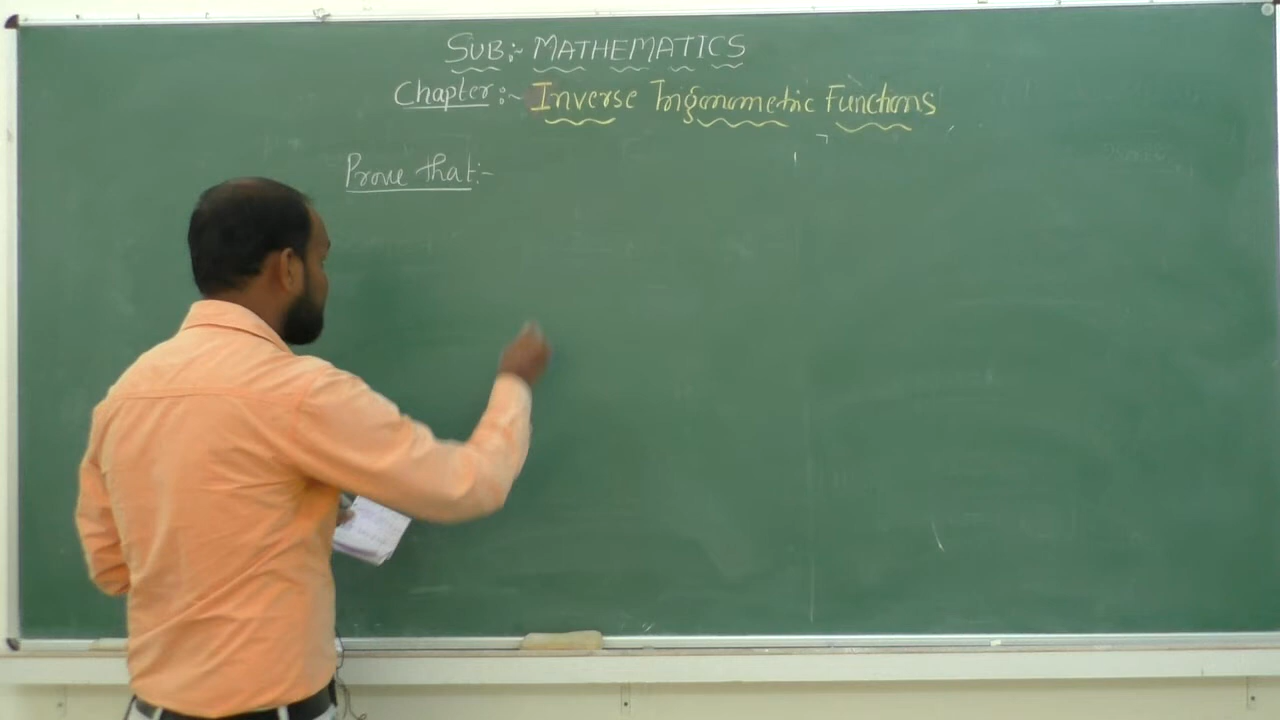 SUB:- MATHEMATICS
Chapter:- Inverse Trigonometric Functions
Prove that:-